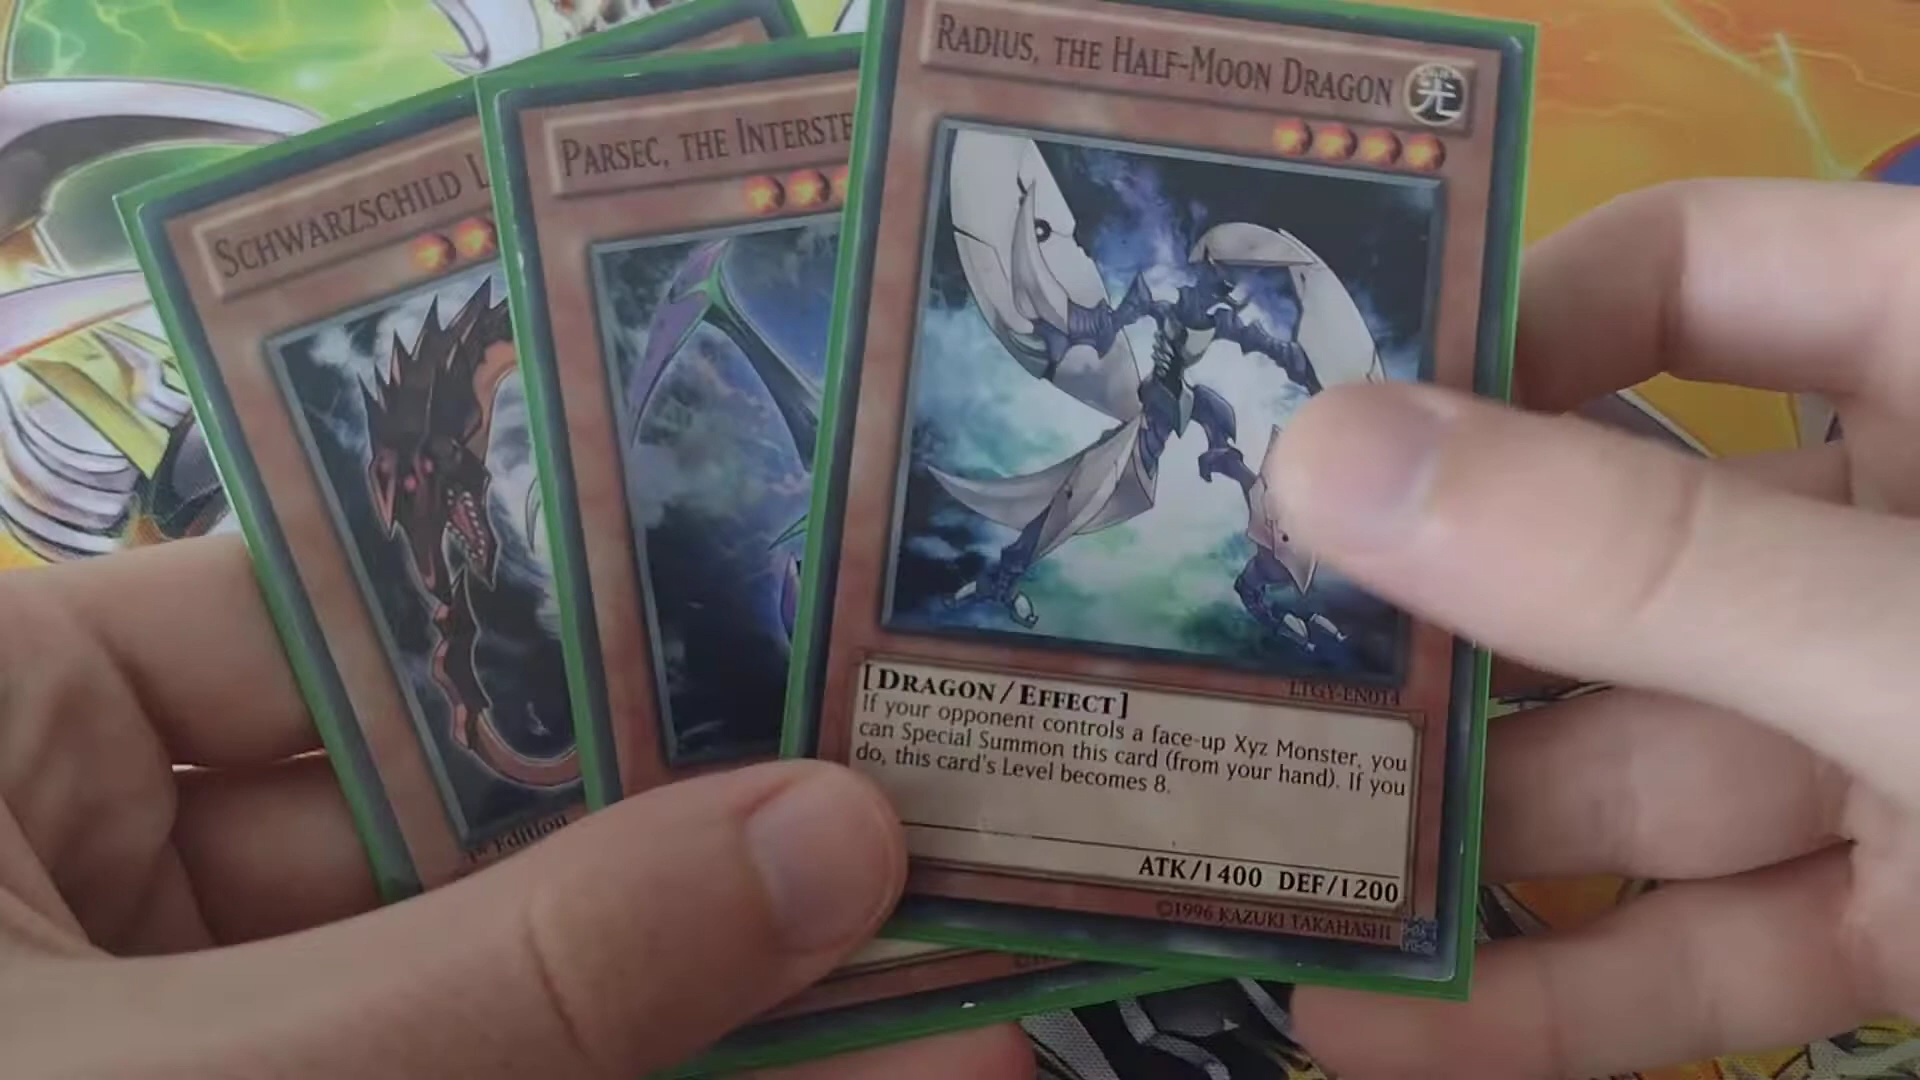 SCHWARZSCHILD L
PARSEC, THE INTERSTE
RADIUS, THE HALF-MOON DRAGON
光
LTGY-EN014
[DRAGON/EFFECT]
If your opponent controls a face-up Xyz Monster, you
can Special Summon this card (from your hand). If you
do, this card's Level becomes 8.
ATK/1400 DEF/1200
©1996 KAZUKI TAKAHASHI
1st Edition